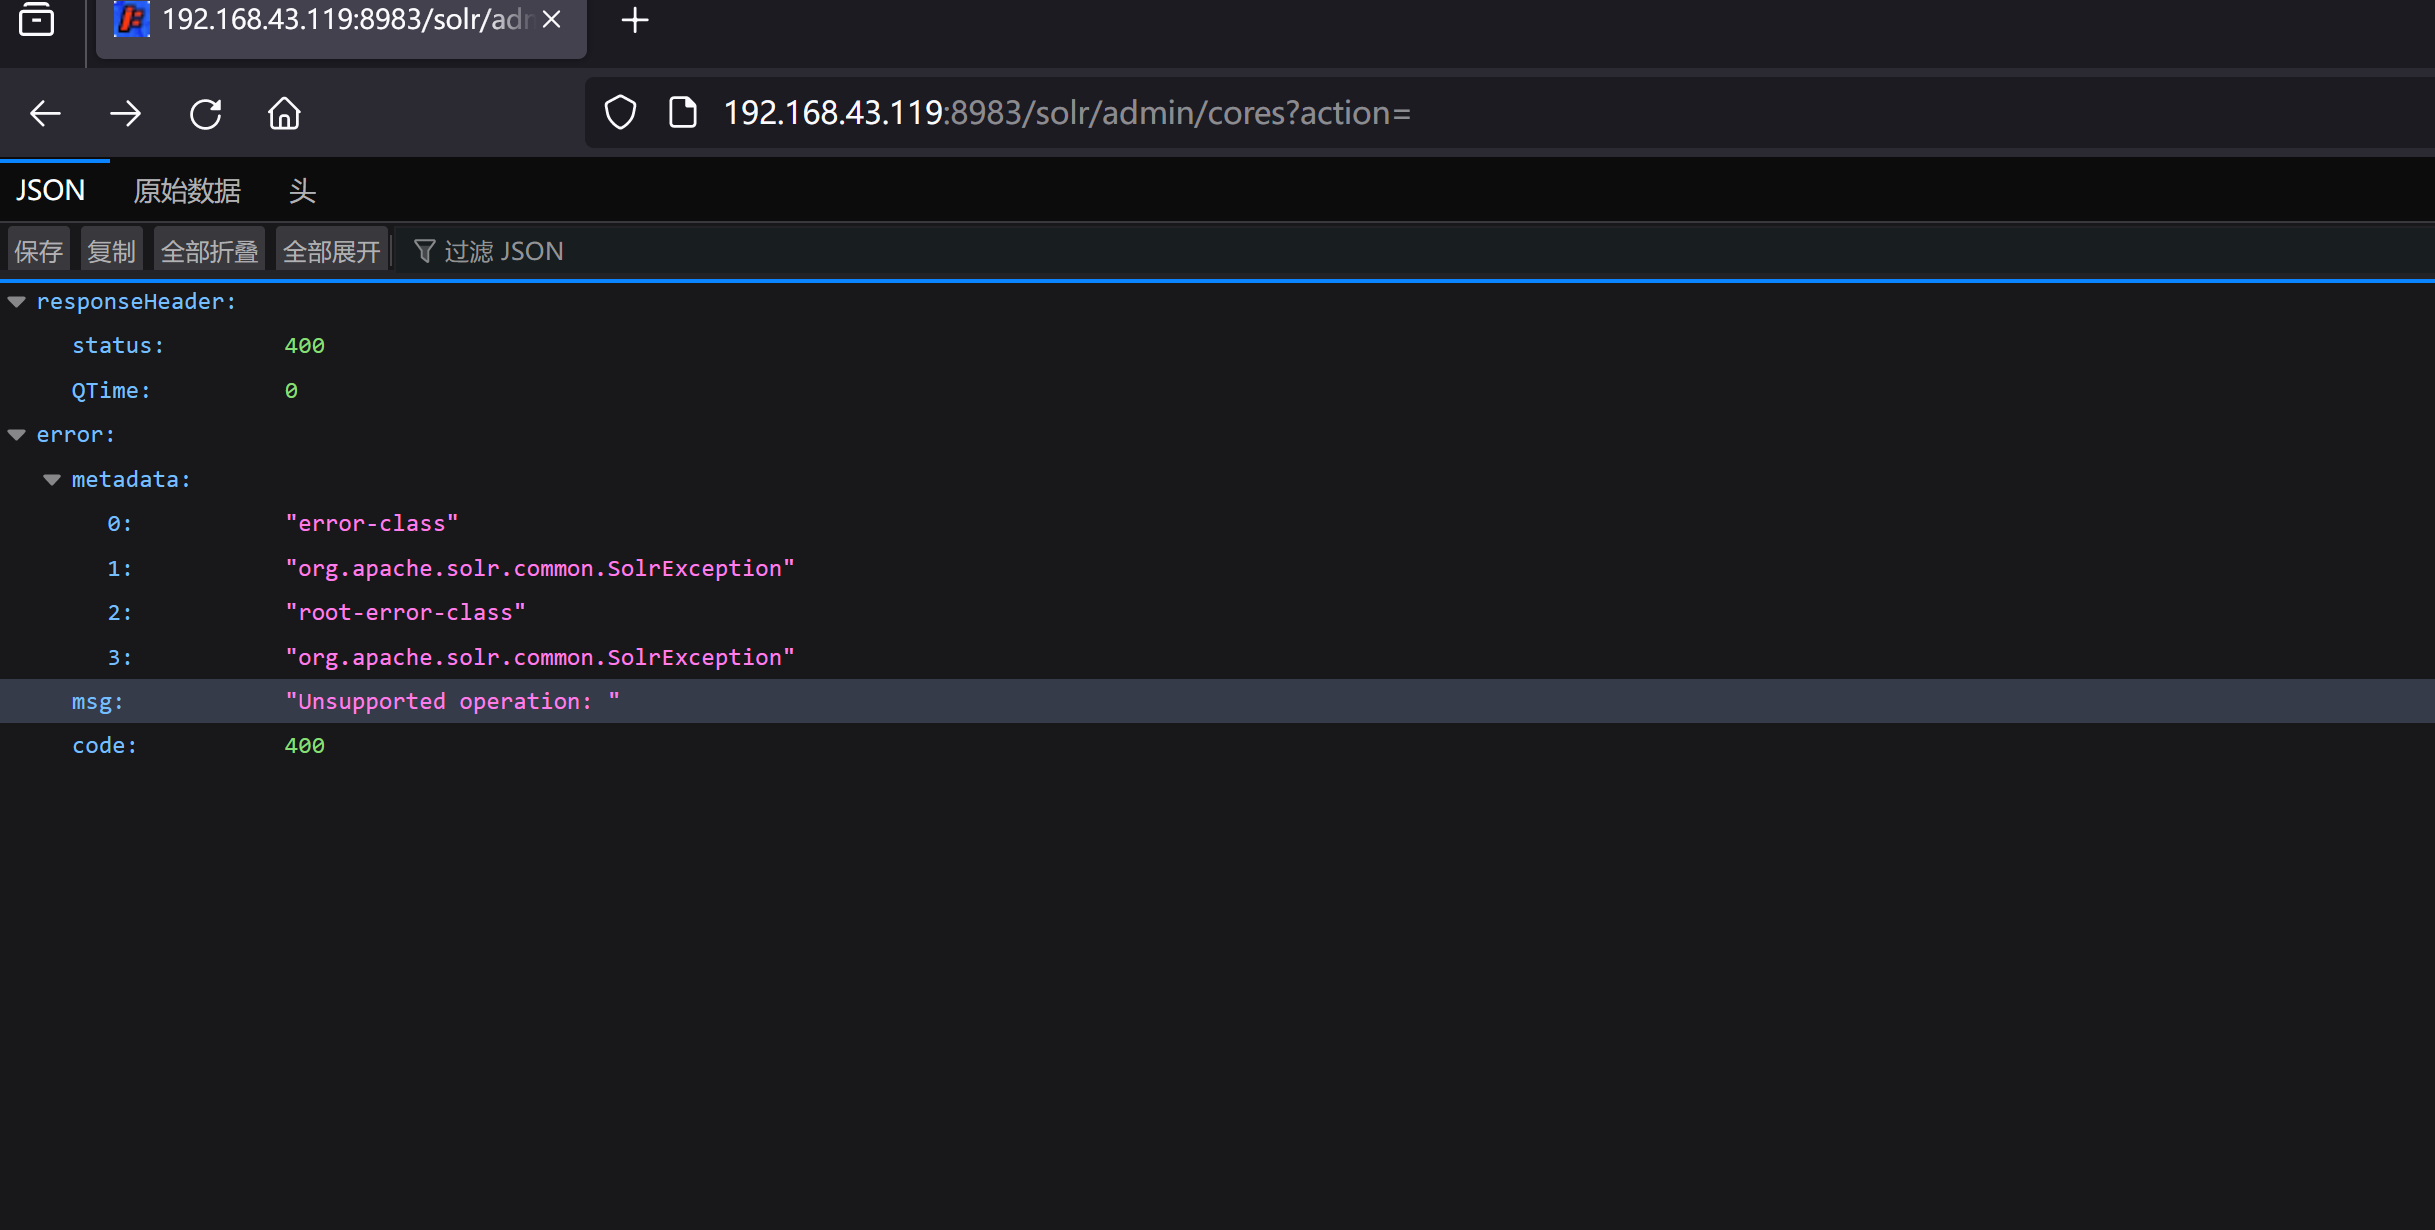 192.168.43.119:8983/solr/adm
192.168.43.119:8983/solr/admin/cores?action=
JSON 原始数据 头
保存 复制 全部折叠 全部展开 过滤 JSON
responseHeader:
status: 400
QTime: 0
error:
metadata:
0: "error-class"
1: "org.apache.solr.common.SolrException"
2: "root-error-class"
3: "org.apache.solr.common.SolrException"
msg: "Unsupported operation: "
code: 400